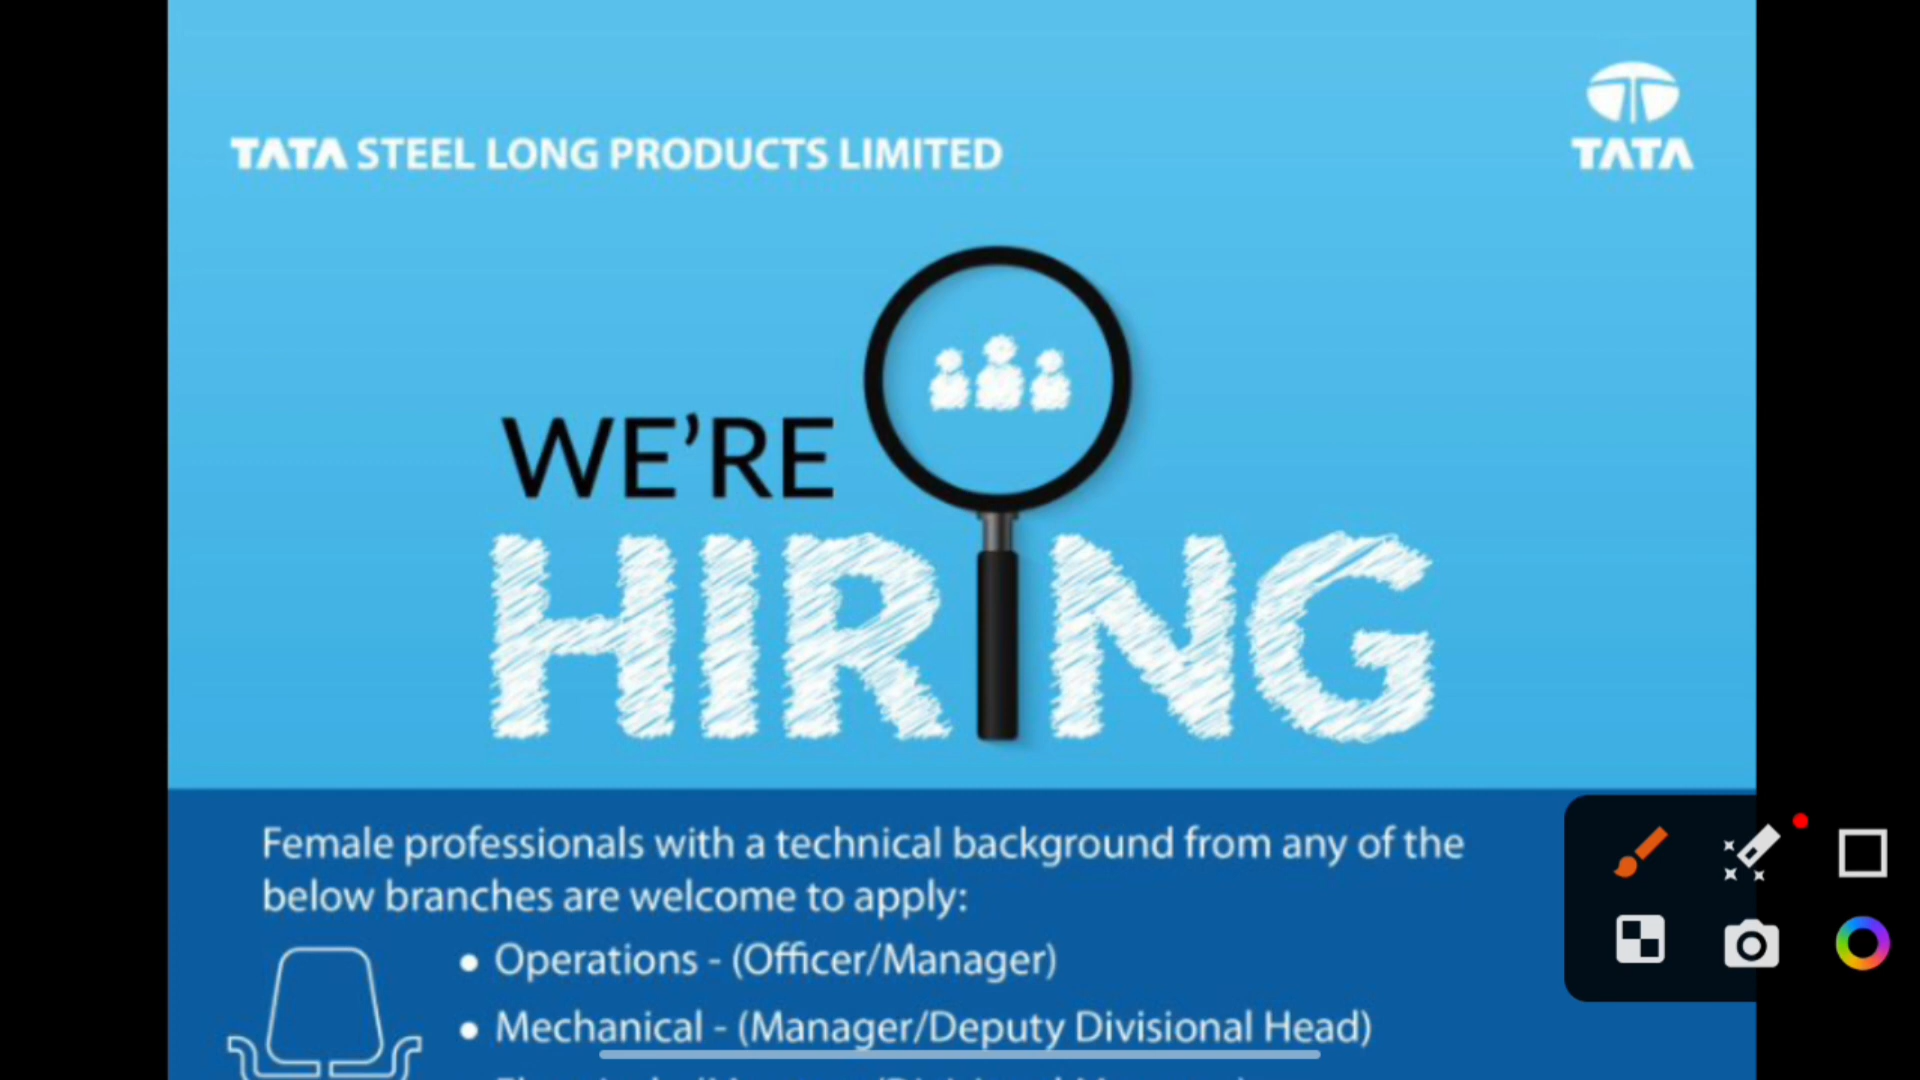 TATA STEEL LONG PRODUCTS LIMITED
TATA
WE'RE
HIRING
Female professionals with a technical background from any of the
below branches are welcome to apply:
• Operations - (Officer/Manager)
• Mechanical - (Manager/Deputy Divisional Head)